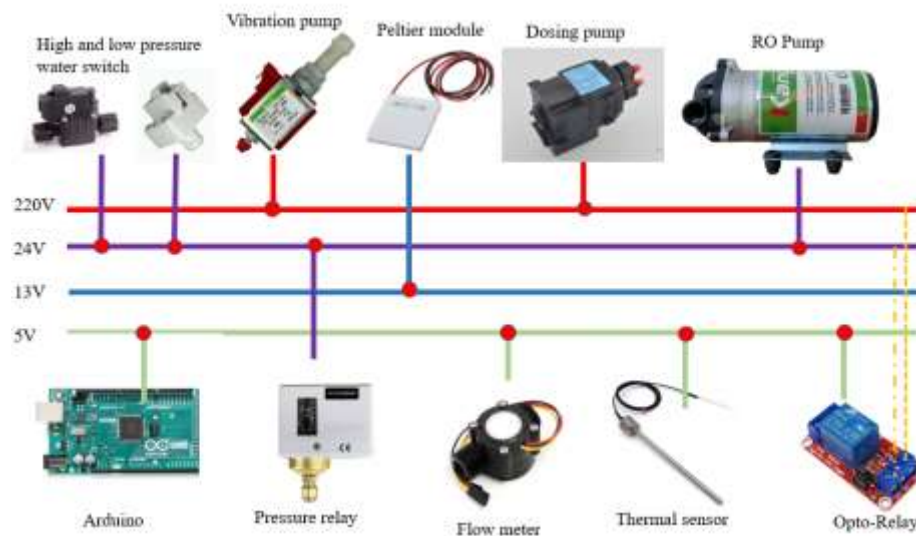 High and low pressure
water switch
Vibration pump
Peltier module
Dosing pump
RO Pump
220V
24V
13V
5V
Arduino
Pressure relay
Flow meter
Thermal sensor
Opto-Relay